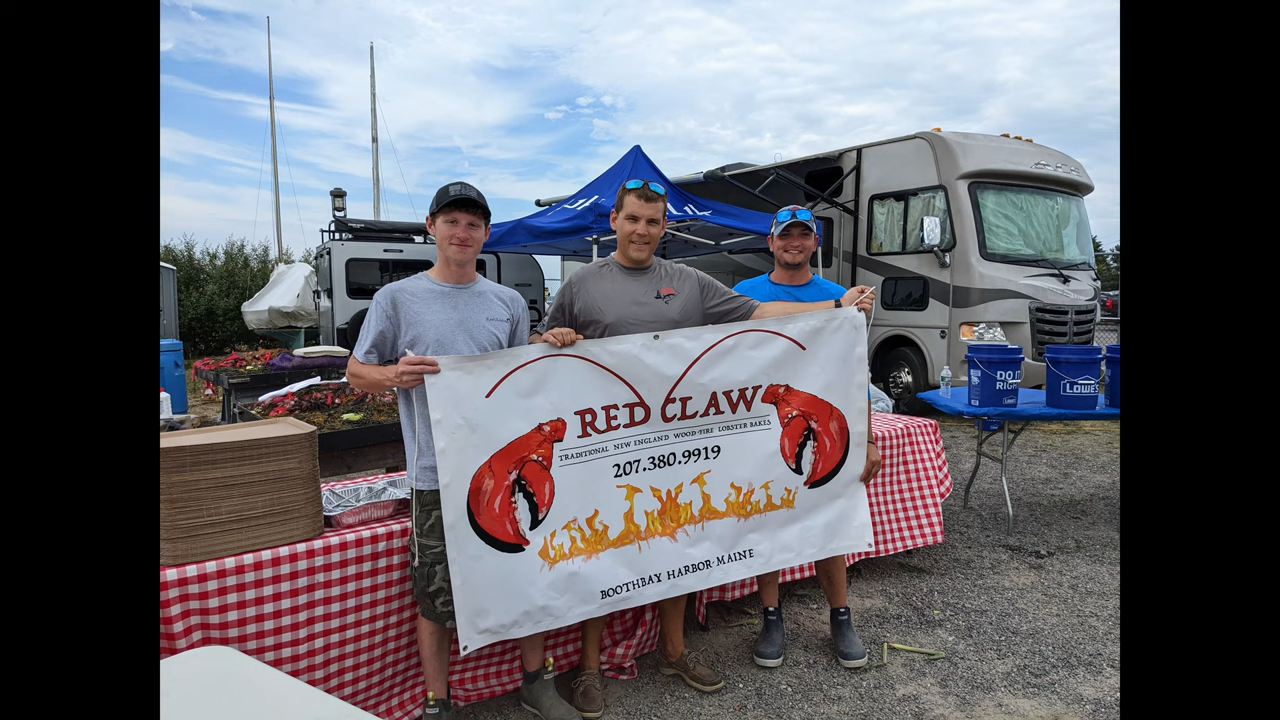 RED CLAW
TRADITIONAL NEW ENGLAND WOOD-FIRE LOBSTER BAKES
207.380.9919
BOOTHBAY HARBOR MAINE
DO IT
RIGHT
LOWE'S